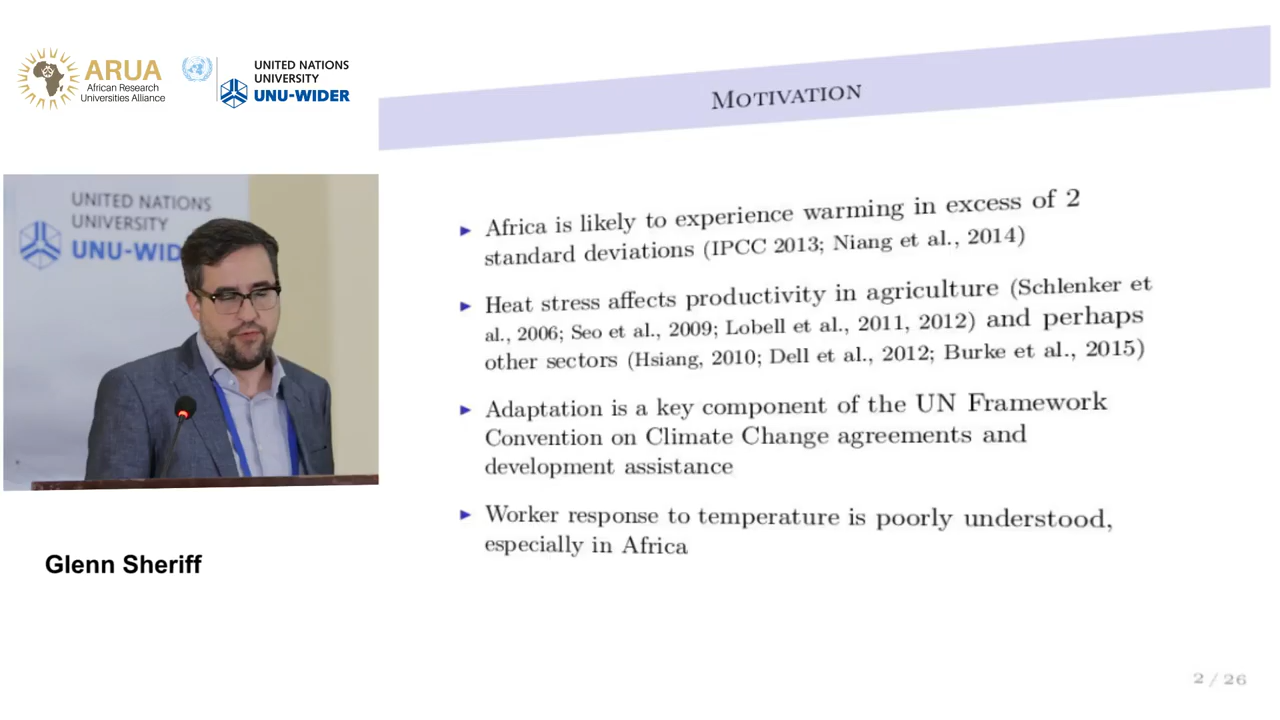 ARUA
African Research
Universities Alliance
UNITED NATIONS
UNIVERSITY
UNU-WIDER
MOTIVATION
UNITED NATIONS
UNIVERSITY
UNU-WID
► Africa is likely to experience warming in excess of 2
standard deviations (IPCC 2013; Niang et al., 2014)
► Heat stress affects productivity in agriculture (Schlenker et
al., 2006; Seo et al., 2009; Lobell et al., 2011, 2012) and perhaps
other sectors (Hsiang, 2010; Dell et al., 2012; Burke et al., 2015)
► Adaptation is a key component of the UN Framework
Convention on Climate Change agreements and
development assistance
► Worker response to temperature is poorly understood,
especially in Africa
Glenn Sheriff
2 / 26